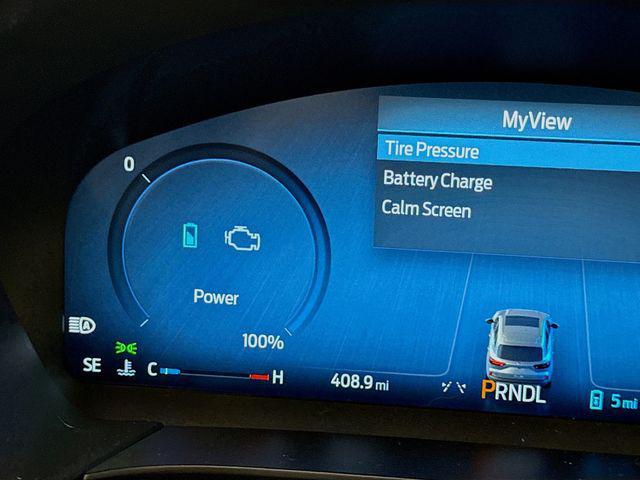 MyView
Tire Pressure
Battery Charge
Calm Screen
0
Power
100%
A
SE
C
H
408.9 mi
PRNDL
5 mi